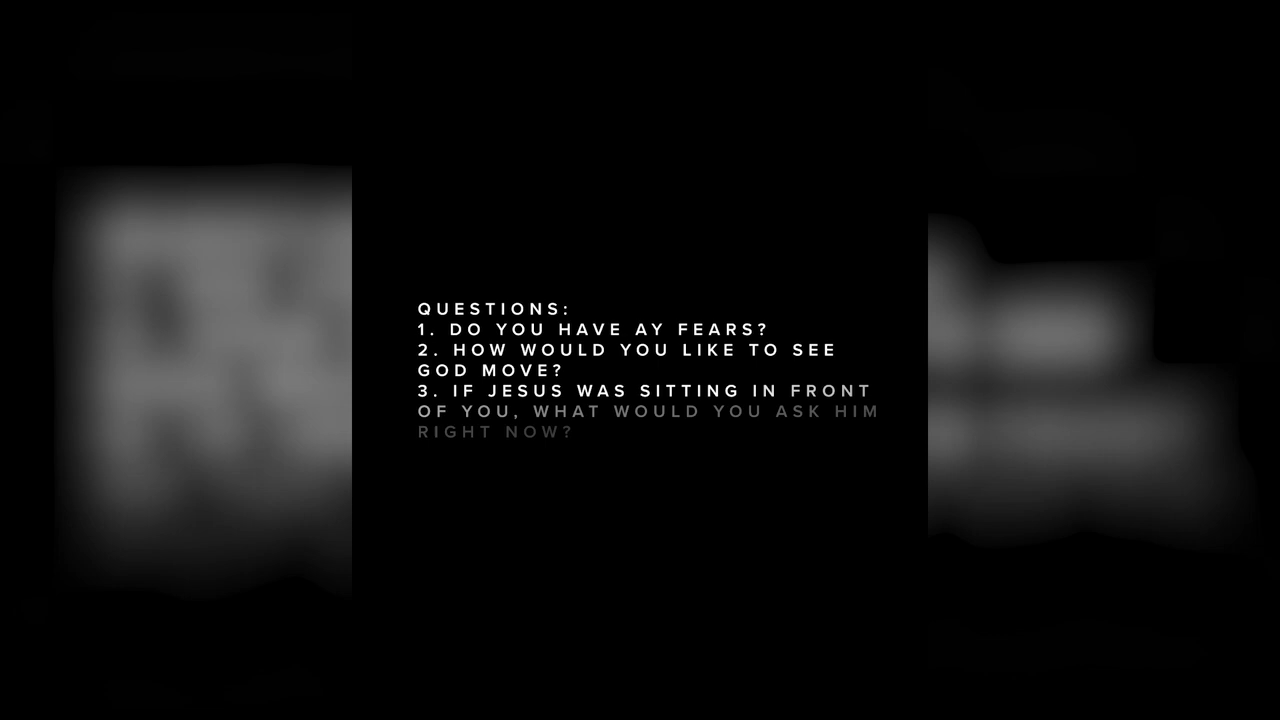 QUESTIONS:
1. DO YOU HAVE AY FEARS?
2. HOW WOULD YOU LIKE TO SEE
GOD MOVE?
3. IF JESUS WAS SITTING IN FRONT
OF YOU, WHAT WOULD YOU ASK HIM
RIGHT NOW?